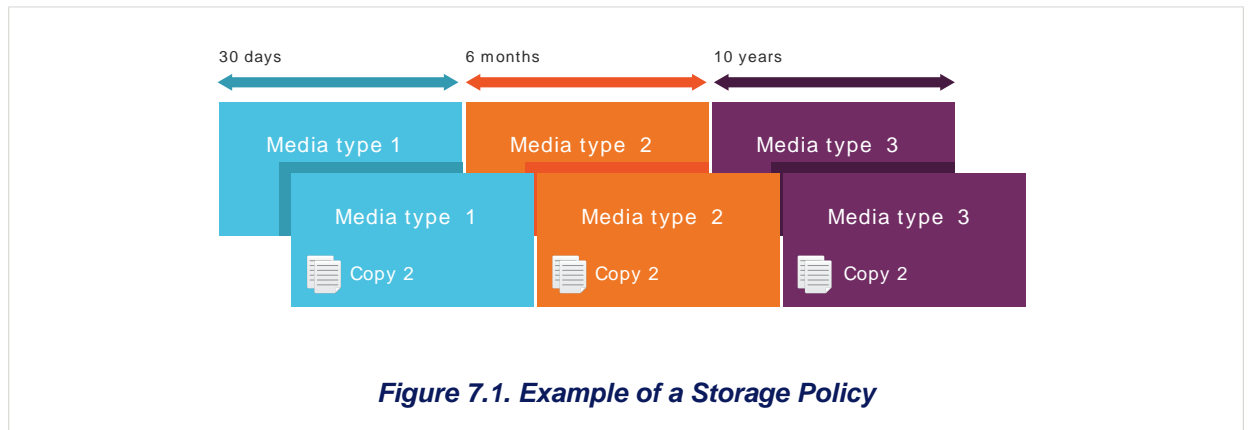 30 days 6 months 10 years
Media type 1 Media type 2 Media type 3
Media type 1 Media type 2 Media type 3
Copy 2 Copy 2 Copy 2
Figure 7.1. Example of a Storage Policy